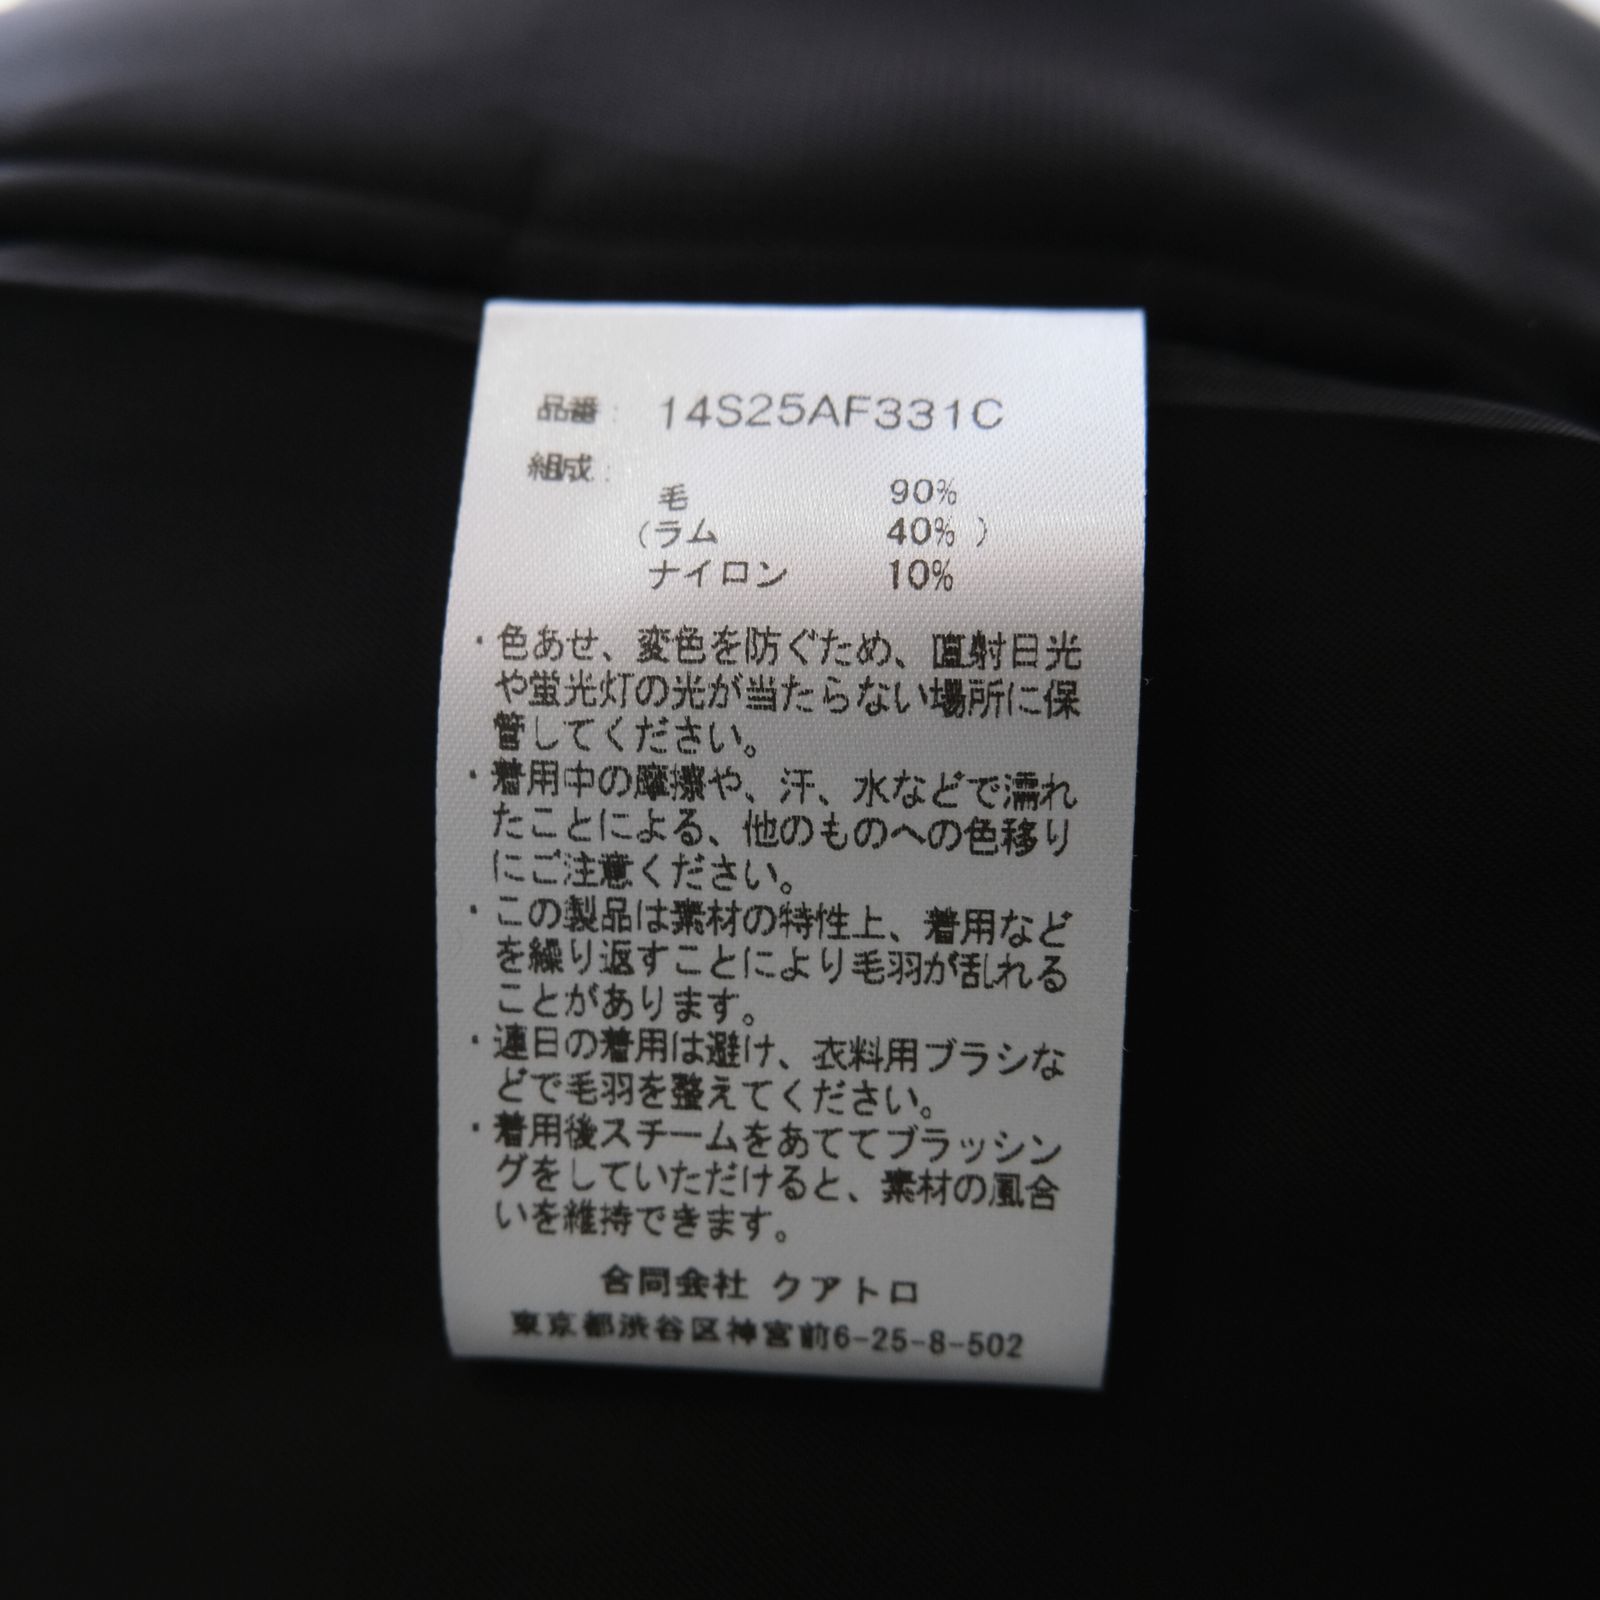 品番: 14S25AF331C
組成:
毛 90%
(ラム 40% )
ナイロン 10%
・色あせ、変色を防ぐため、直射日光
や蛍光灯の光が当たらない場所に保
管してください。
・着用中の摩擦や、汗、水などで濡れ
たことによる、他のものへの色移り
にご注意ください。
・この製品は素材の特性上、着用など
を繰り返すことにより毛羽が乱れる
ことがあります。
・連日の着用は避け、衣料用ブラシな
どで毛羽を整えてください。
・着用後スチームをあててブラッシン
グをしていただけると、素材の風合
いを維持できます。
合同会社 クアトロ
東京都渋谷区神宮前6-25-8-502